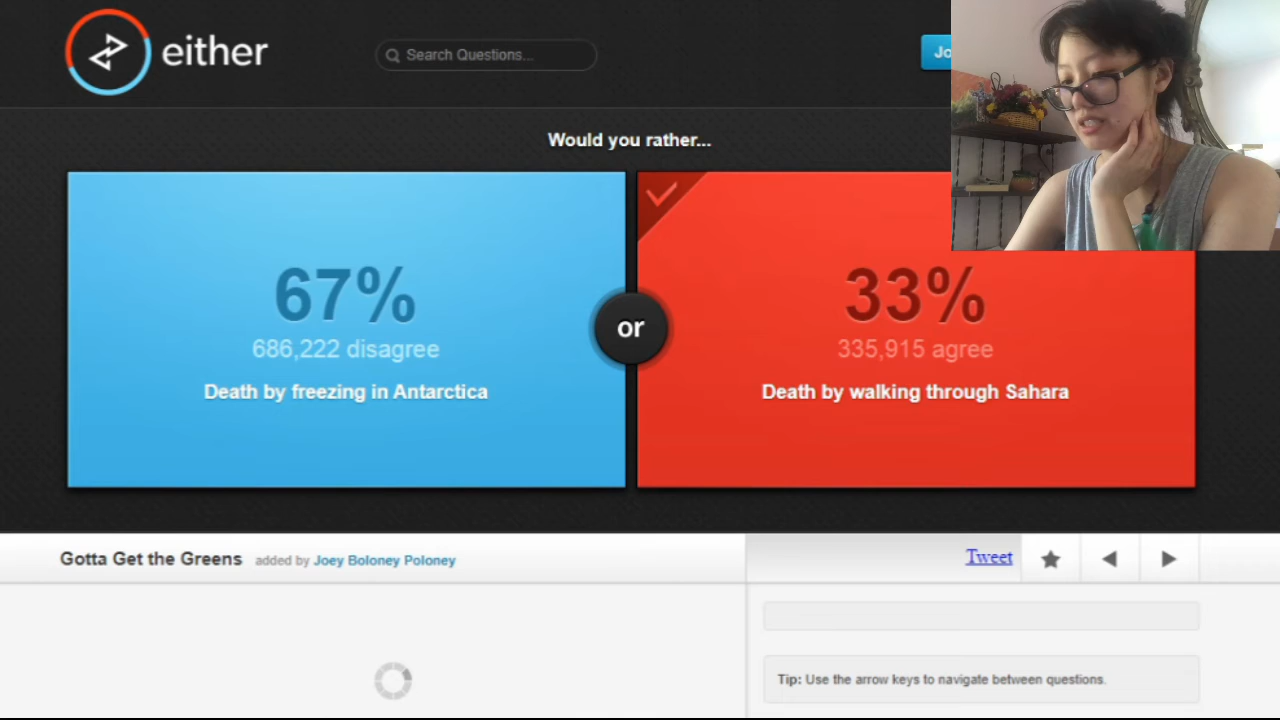 either
Search Questions...
Jo
Would you rather...
67%
686,222 disagree
Death by freezing in Antarctica
or
33%
335,915 agree
Death by walking through Sahara
Gotta Get the Greens added by Joey Boloney Poloney
Tweet
Tip: Use the arrow keys to navigate between questions.